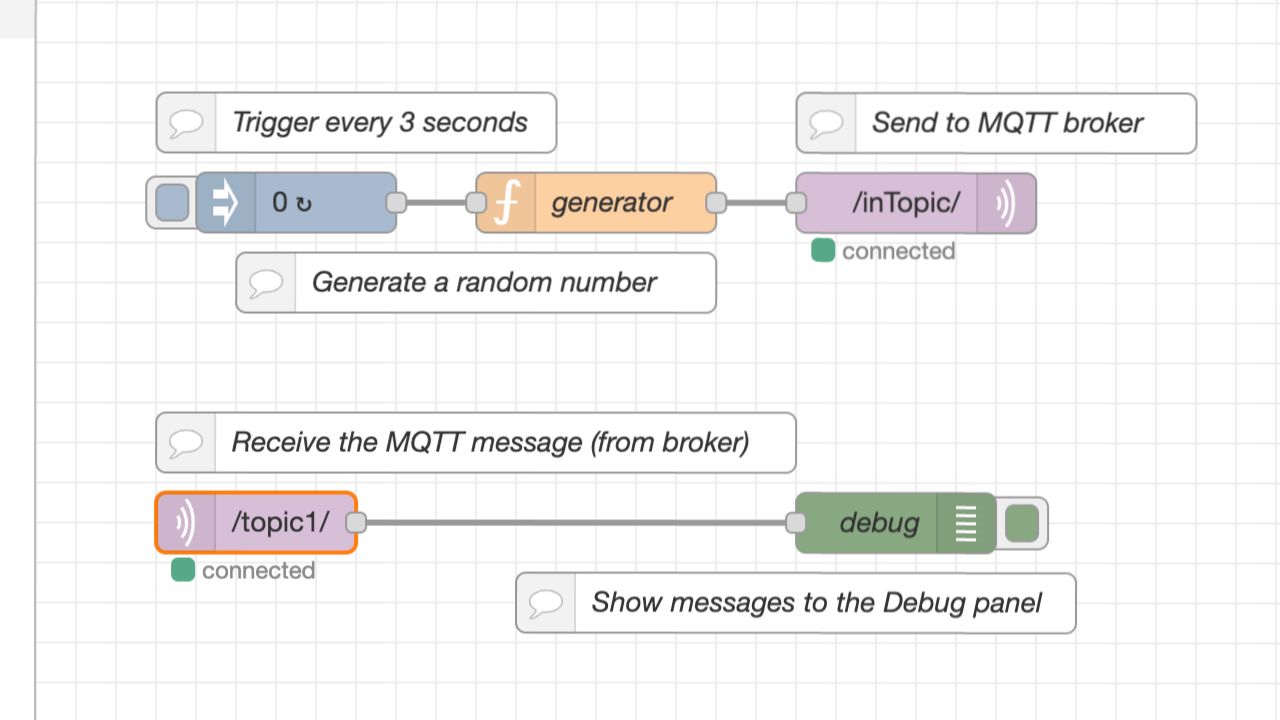 Trigger every 3 seconds
Send to MQTT broker
0 ↻
generator
/inTopic/
connected
Generate a random number
Receive the MQTT message (from broker)
/topic1/
debug
connected
Show messages to the Debug panel